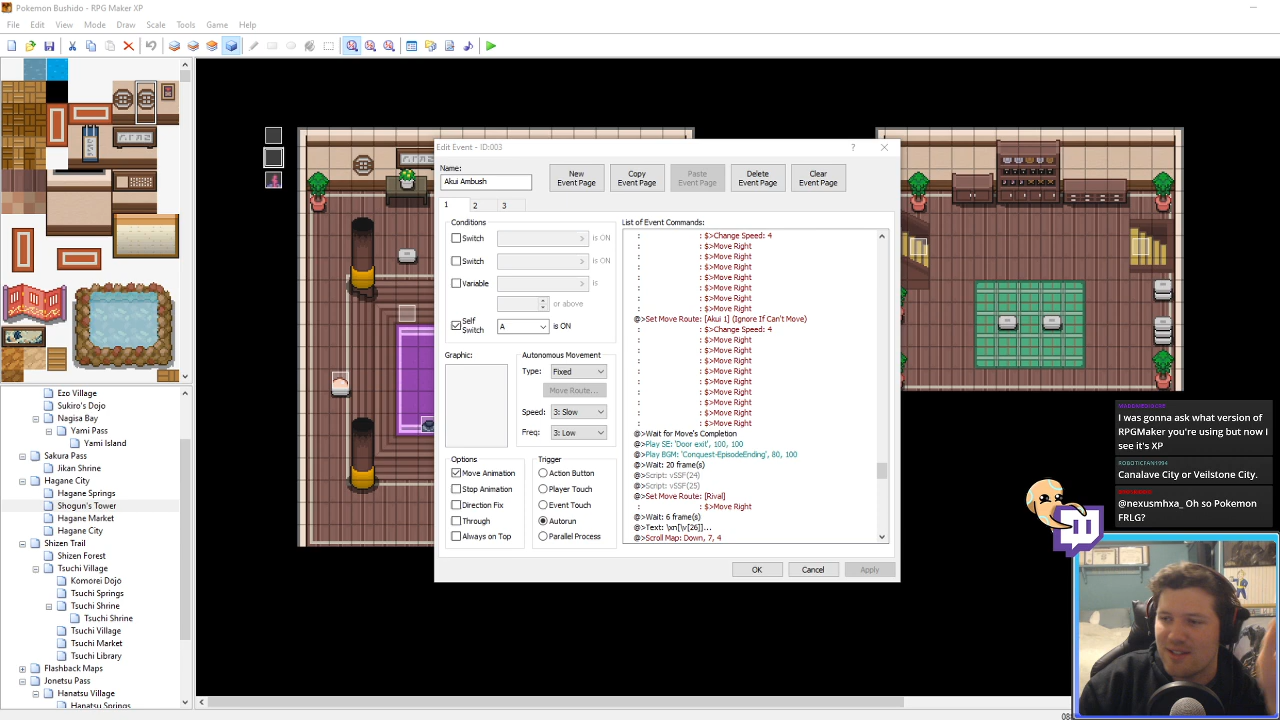 Pokemon Bushido - RPG Maker XP
File Edit View Mode Draw Scale Tools Game Help
Edit Event - ID:003
Name:
Akui Ambush
New Event Page
Copy Event Page
Paste Event Page
Delete Event Page
Clear Event Page
1 2 3
Conditions
Switch is ON
Switch is ON
Variable is
or above
Self Switch A is ON
Graphic:
Autonomous Movement
Type: Fixed
Move Route...
Speed: 3: Slow
Freq: 3: Low
Options
Move Animation
Stop Animation
Direction Fix
Through
Always on Top
Trigger
Action Button
Player Touch
Event Touch
Autorun
Parallel Process
List of Event Commands:
: : $>Change Speed: 4
: : $>Move Right
: : $>Move Right
: : $>Move Right
: : $>Move Right
: : $>Move Right
: : $>Move Right
: : $>Move Right
@>Set Move Route: [Akui 1] (Ignore If Can't Move)
: : $>Change Speed: 4
: : $>Move Right
: : $>Move Right
: : $>Move Right
: : $>Move Right
: : $>Move Right
: : $>Move Right
: : $>Move Right
: : $>Move Right
@>Wait for Move's Completion
@>Play SE: 'Door exit', 100, 100
@>Play BGM: 'Conquest-EpisodeEnding', 80, 100
@>Wait: 20 frame(s)
@>Script: vSSF(24)
@>Script: vSSF(25)
@>Set Move Route: [Rival]
: : $>Move Right
@>Wait: 6 frame(s)
@>Text: \xn[\v[26]]...
@>Scroll Map: Down, 7, 4
OK Cancel Apply
Ezo Village
Sukiro's Dojo
Nagisa Bay
Yami Pass
Yami Island
Sakura Pass
Jikan Shrine
Hagane City
Hagane Springs
Shogun's Tower
Hagane Market
Hagane City
Shizen Trail
Shizen Forest
Tsuchi Village
Komorei Dojo
Tsuchi Springs
Tsuchi Shrine
Tsuchi Shrine
Tsuchi Village
Tsuchi Market
Tsuchi Library
Flashback Maps
Jonetsu Pass
Hanatsu Village
Hanatsu Springs
I was gonna ask what version of
RPGMaker you're using but now I
see it's XP
ROBOTICFAN1994
Canalave City or Veilstone City.
@nexusmhxa_ Oh so Pokemon
FRLG?